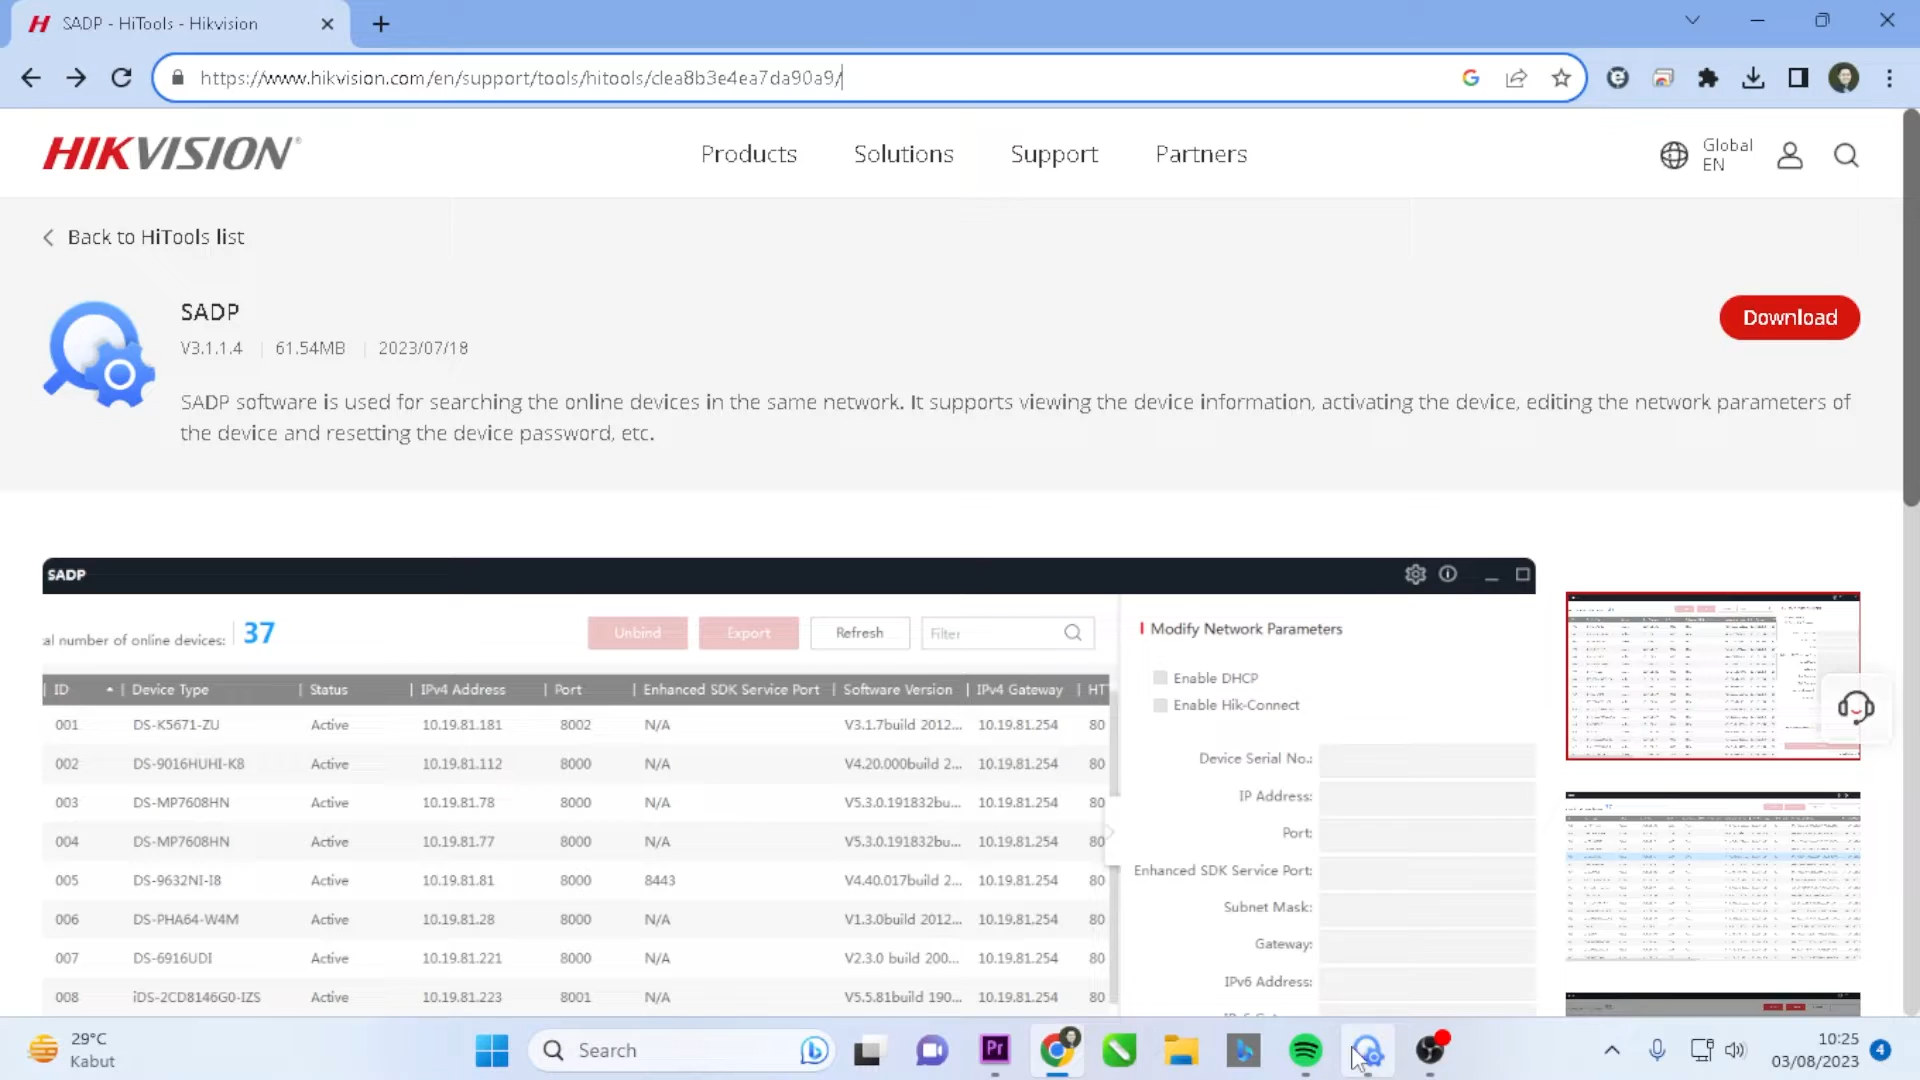 SADP - HiTools - Hikvision
https://www.hikvision.com/en/support/tools/hitools/clea8b3e4ea7da90a9/
HIKVISION®
Products Solutions Support Partners
Global
EN
Back to HiTools list
SADP
V3.1.1.4 61.54MB 2023/07/18
Download
SADP software is used for searching the online devices in the same network. It supports viewing the device information, activating the device, editing the network parameters of
the device and resetting the device password, etc.
SADP
al number of online devices: 37
Unbind Export Refresh Filter
ID Device Type Status IPv4 Address Port Enhanced SDK Service Port Software Version IPv4 Gateway HT
001 DS-K5671-ZU Active 10.19.81.181 8002 N/A V3.1.7build 2012... 10.19.81.254 80
002 DS-9016HUHI-K8 Active 10.19.81.112 8000 N/A V4.20.000build 2... 10.19.81.254 80
003 DS-MP7608HN Active 10.19.81.78 8000 N/A V5.3.0.191832bu... 10.19.81.254 80
004 DS-MP7608HN Active 10.19.81.77 8000 N/A V5.3.0.191832bu... 10.19.81.254 80
005 DS-9632NI-I8 Active 10.19.81.81 8000 8443 V4.40.017build 2... 10.19.81.254 80
006 DS-PHA64-W4M Active 10.19.81.28 8000 N/A V1.3.0build 2012... 10.19.81.254 80
007 DS-6916UDI Active 10.19.81.221 8000 N/A V2.3.0 build 200... 10.19.81.254 80
008 iDS-2CD8146G0-IZS Active 10.19.81.223 8001 N/A V5.5.81build 190... 10.19.81.254 80
Modify Network Parameters
Enable DHCP
Enable Hik-Connect
Device Serial No.:
IP Address:
Port:
Enhanced SDK Service Port:
Subnet Mask:
Gateway:
IPv6 Address:
29°C
Kabut
Search
Pr
10:25
03/08/2023
4